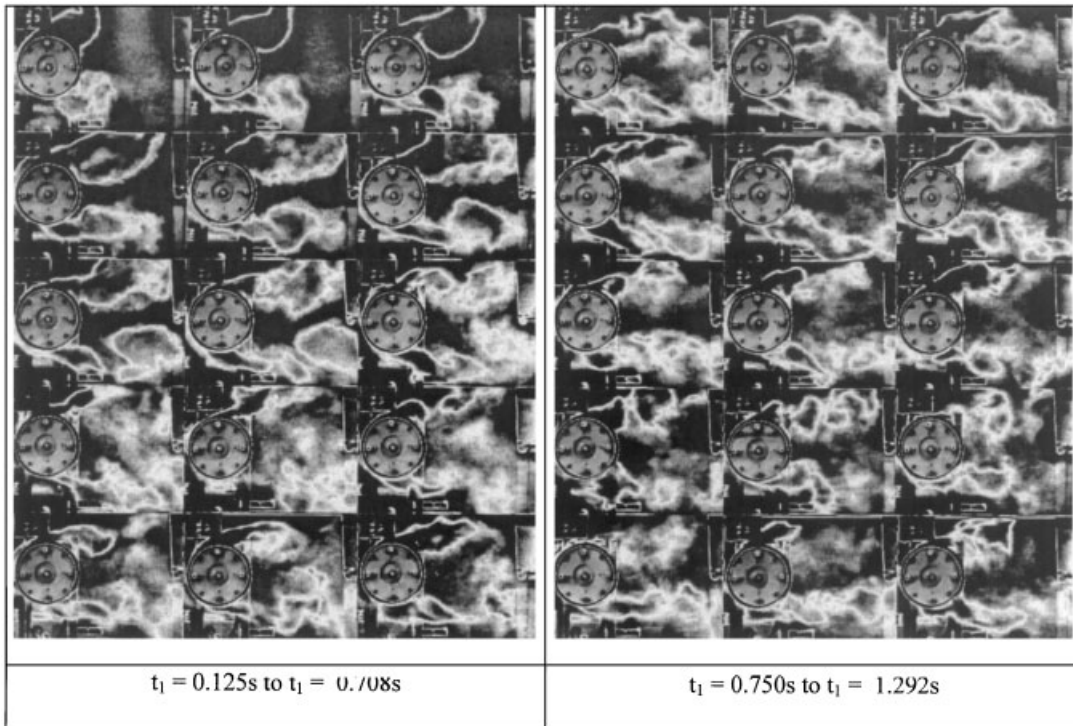 t₁ = 0.125s to t₁ = 0.708s
t₁ = 0.750s to t₁ = 1.292s